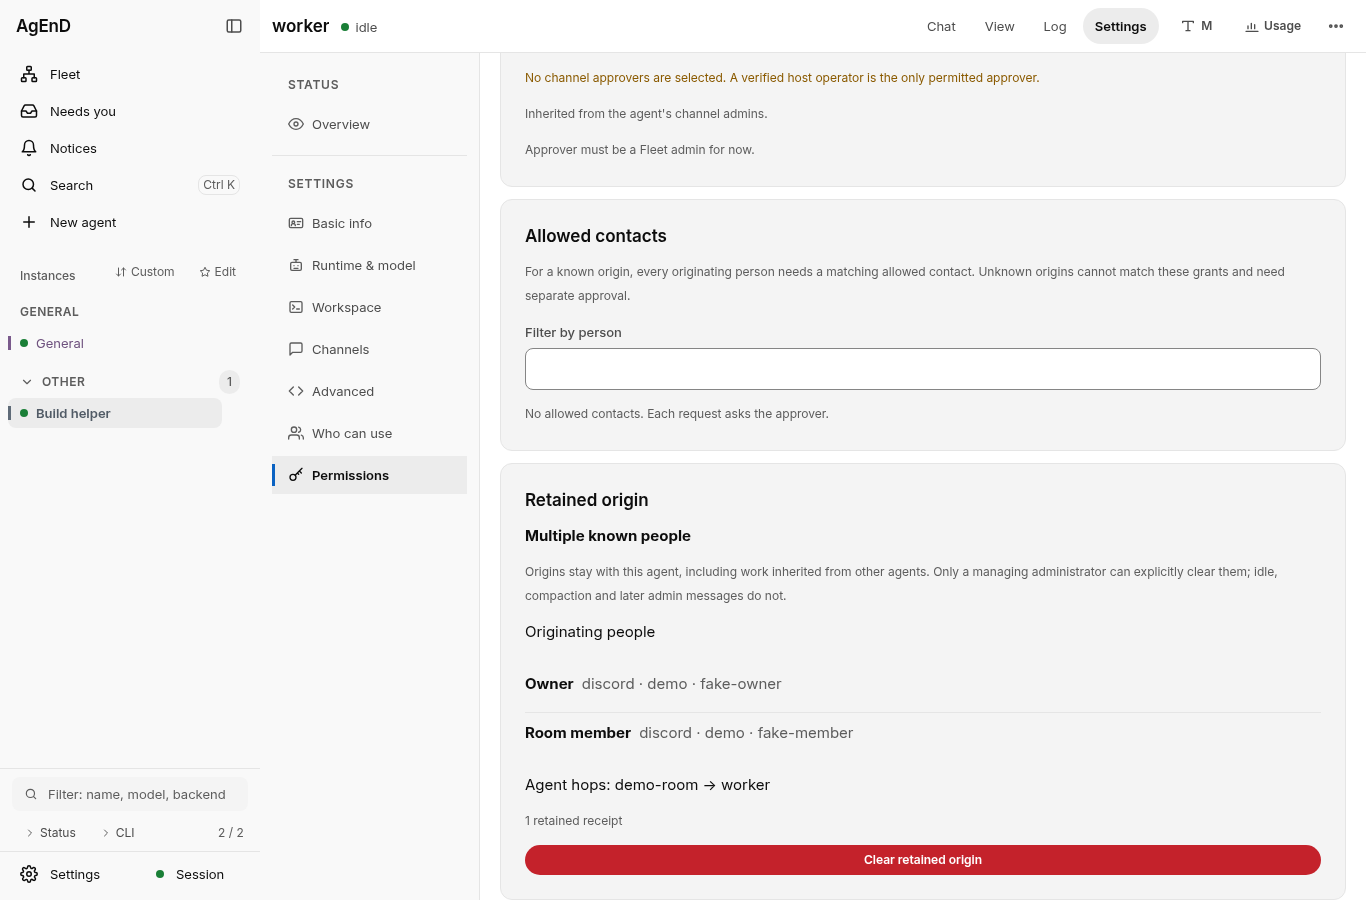 AgEnD
Fleet
Needs you
Notices
Search
Ctrl K
New agent
Instances
Custom
Edit
GENERAL
General
OTHER
1
Build helper
Filter: name, model, backend
Status
CLI
2 / 2
Settings
Session
worker
idle
Chat
View
Log
Settings
M
Usage
STATUS
Overview
SETTINGS
Basic info
Runtime & model
Workspace
Channels
Advanced
Who can use
Permissions
No channel approvers are selected. A verified host operator is the only permitted approver.
Inherited from the agent's channel admins.
Approver must be a Fleet admin for now.
Allowed contacts
For a known origin, every originating person needs a matching allowed contact. Unknown origins cannot match these grants and need
separate approval.
Filter by person
No allowed contacts. Each request asks the approver.
Retained origin
Multiple known people
Origins stay with this agent, including work inherited from other agents. Only a managing administrator can explicitly clear them; idle,
compaction and later admin messages do not.
Originating people
Owner discord · demo · fake-owner
Room member discord · demo · fake-member
Agent hops: demo-room → worker
1 retained receipt
Clear retained origin